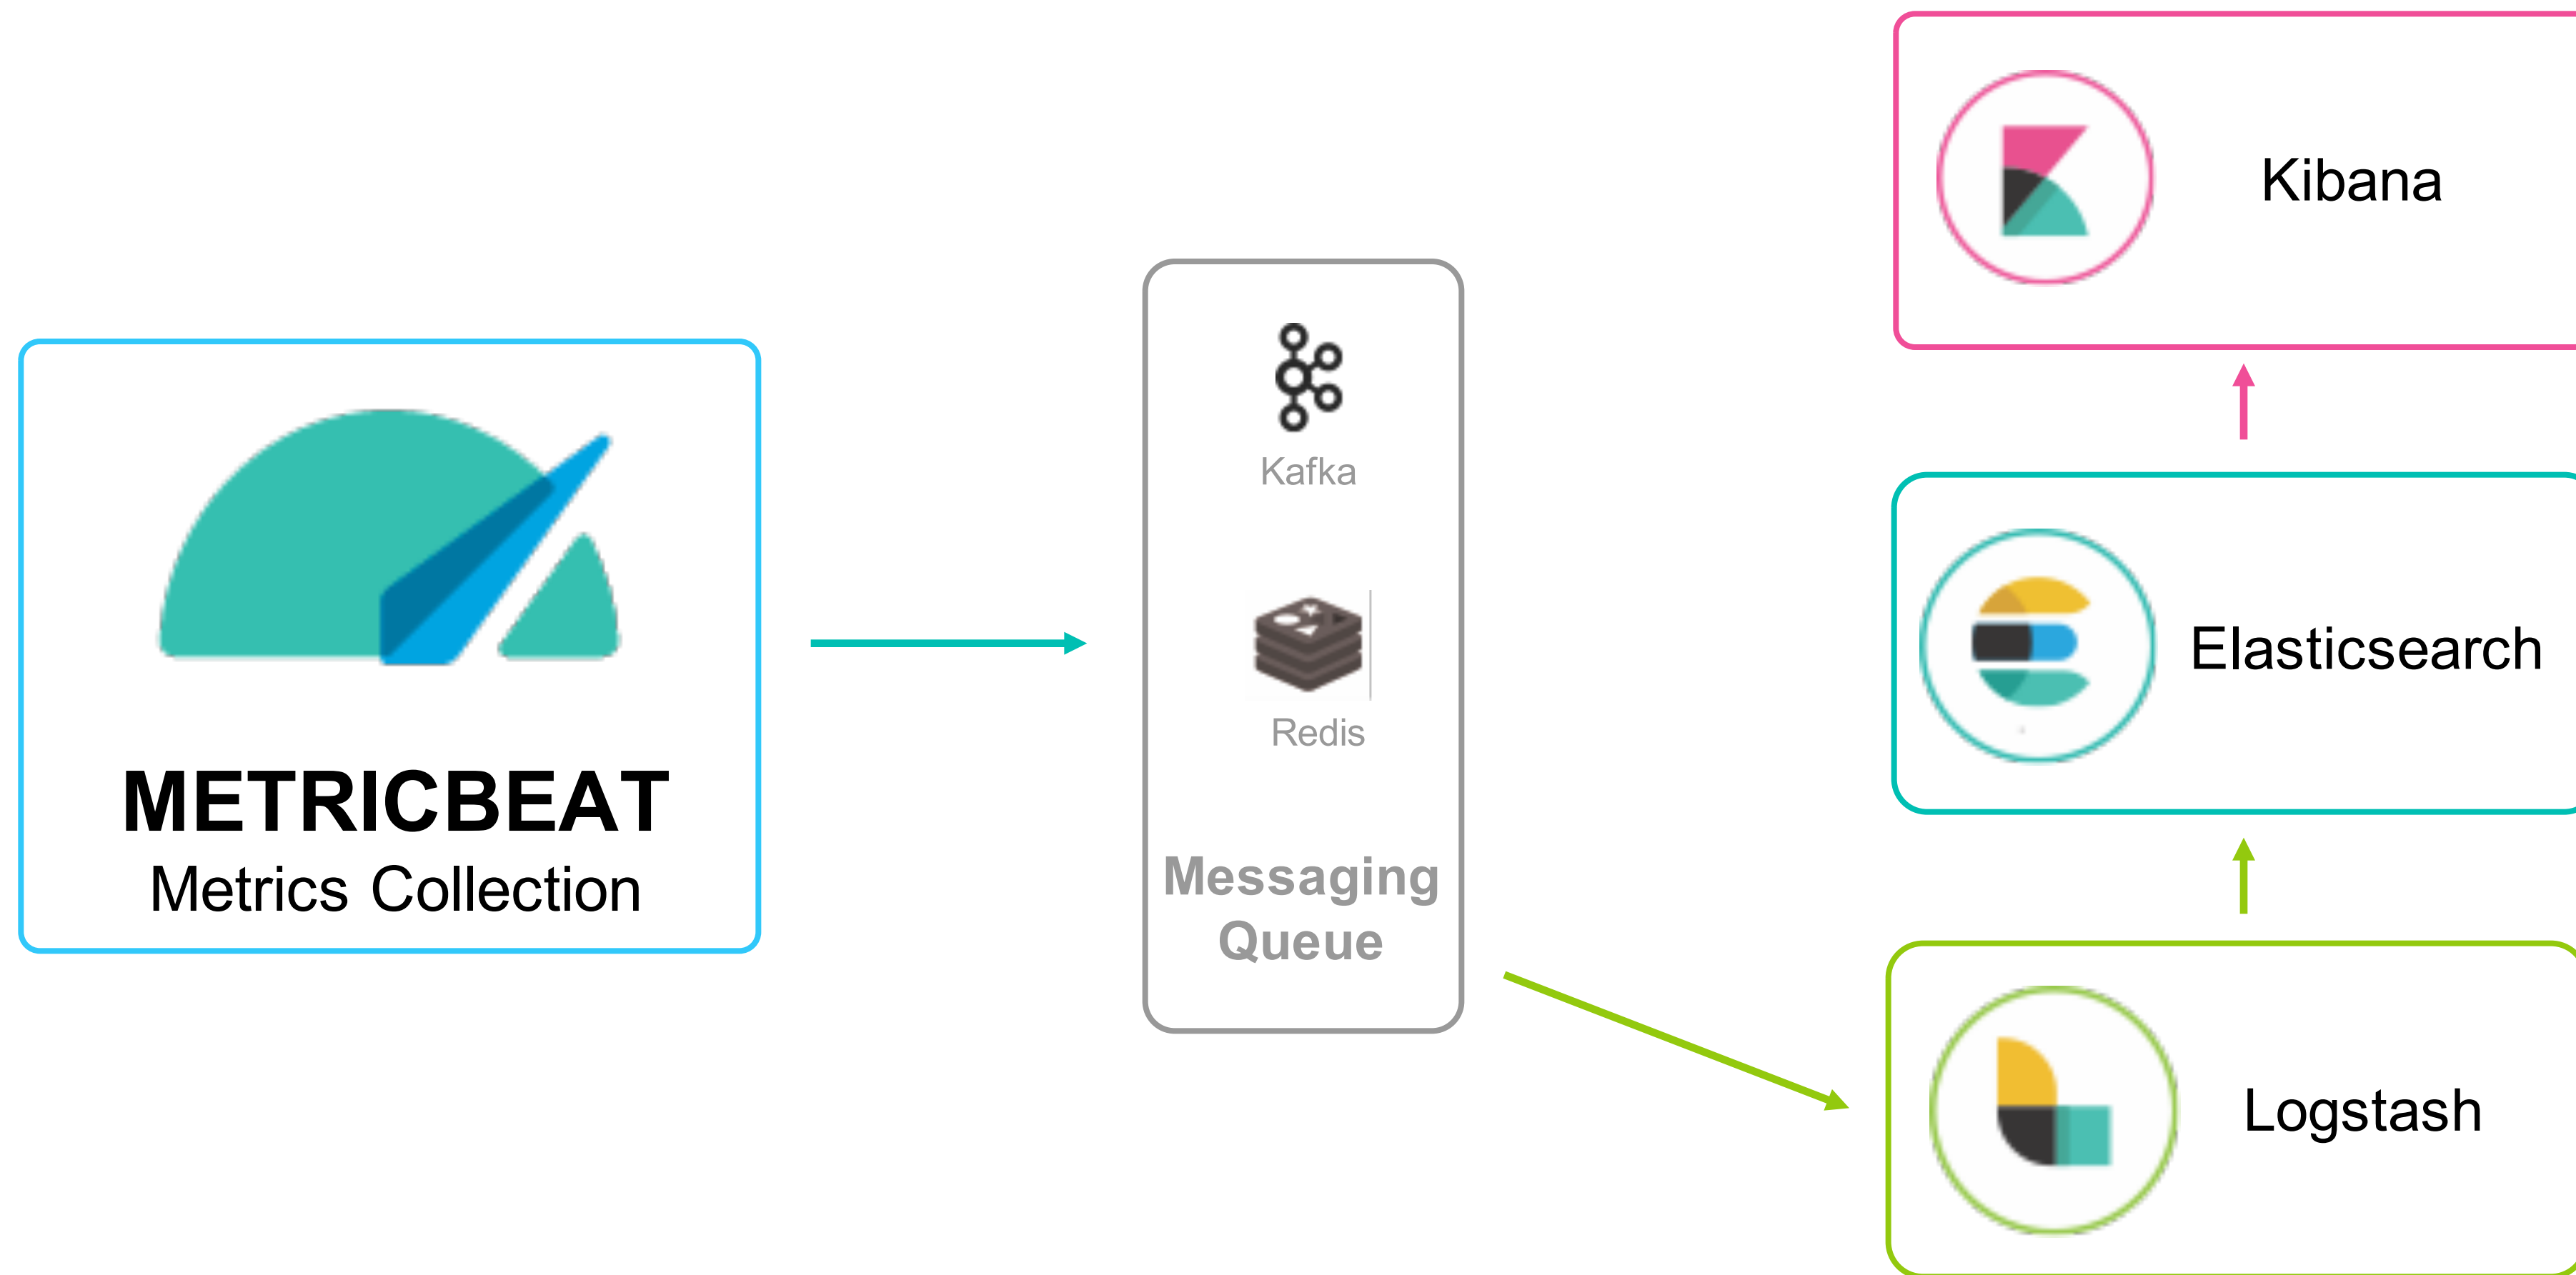 METRICBEAT
Metrics Collection
Kafka
Redis
Messaging
Queue
Kibana
Elasticsearch
Logstash